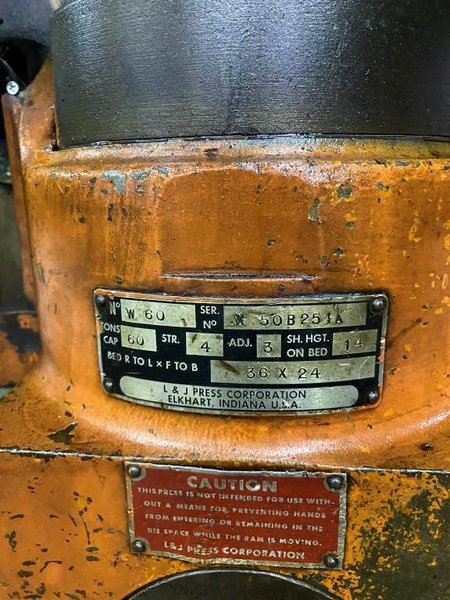 Nº W 60 SER. Nº X 50B251A
TONS CAP 60 STR. 4 ADJ. 3 SH. HGT. ON BED 14
BED R TO L X F TO B 36 X 24
L & J PRESS CORPORATION
ELKHART, INDIANA U.S.A.
CAUTION
THIS PRESS IS NOT INTENDED FOR USE WITH-
OUT A MEANS FOR PREVENTING HANDS
FROM ENTERING OR REMAINING IN THE
DIE SPACE WHILE THE RAM IS MOVING.
L&J PRESS CORPORATION